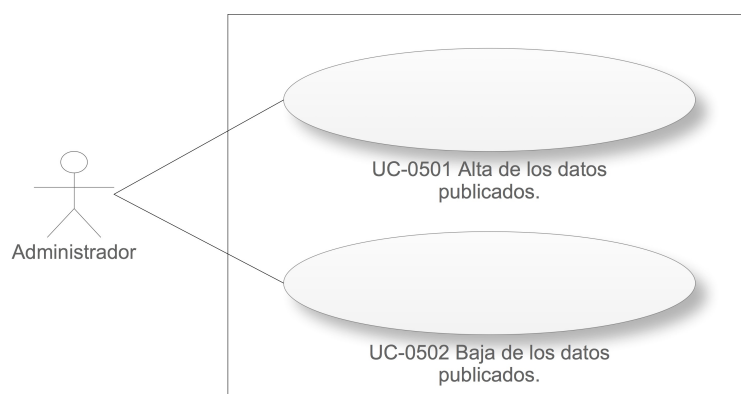 UC-0501 Alta de los datos
publicados.
Administrador
UC-0502 Baja de los datos
publicados.